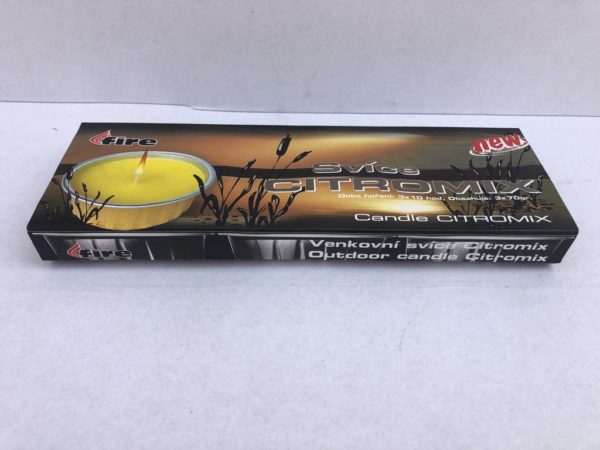 fire
new
Svíce
CITROMIX
Doba hoření: 3x10 hod, Obsahuje: 3x70gr.
Candle CITROMIX
fire
Venkovní svíce Citromix
Outdoor candle Citromix